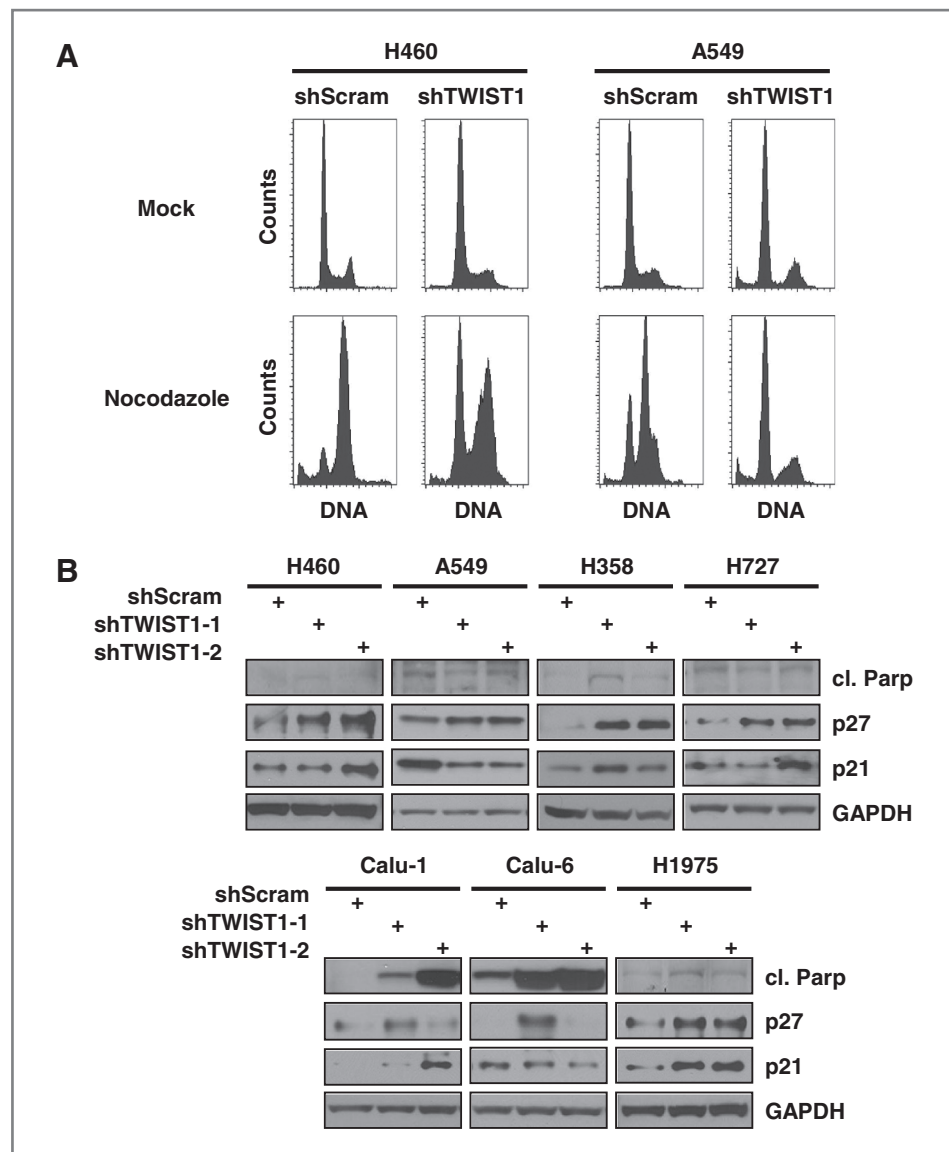 A
H460 A549
shScram shTWIST1 shScram shTWIST1
Mock
Counts
Nocodazole
Counts
DNA DNA DNA DNA
B
H460 A549 H358 H727
shScram + + + +
shTWIST1-1 + + + +
shTWIST1-2 + + + +
cl. Parp
p27
p21
GAPDH
Calu-1 Calu-6 H1975
shScram + + +
shTWIST1-1 + + +
shTWIST1-2 + + +
cl. Parp
p27
p21
GAPDH